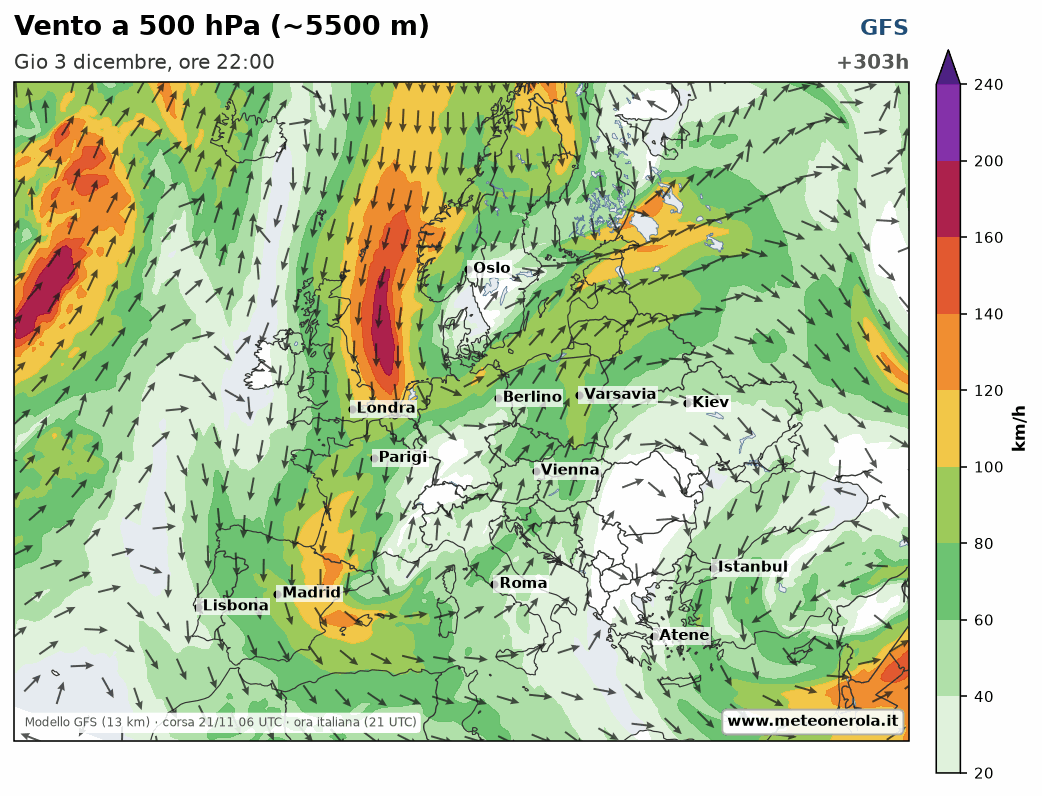 Vento a 500 hPa (~5500 m)
GFS
Gio 3 dicembre, ore 22:00
+303h
240
200
160
140
120
100
80
60
40
20
km/h
Oslo
Londra
Berlino
Varsavia
Kiev
Parigi
Vienna
Istanbul
Roma
Madrid
Lisbona
Atene
Modello GFS (13 km) · corsa 21/11 06 UTC · ora italiana (21 UTC)
www.meteonerola.it